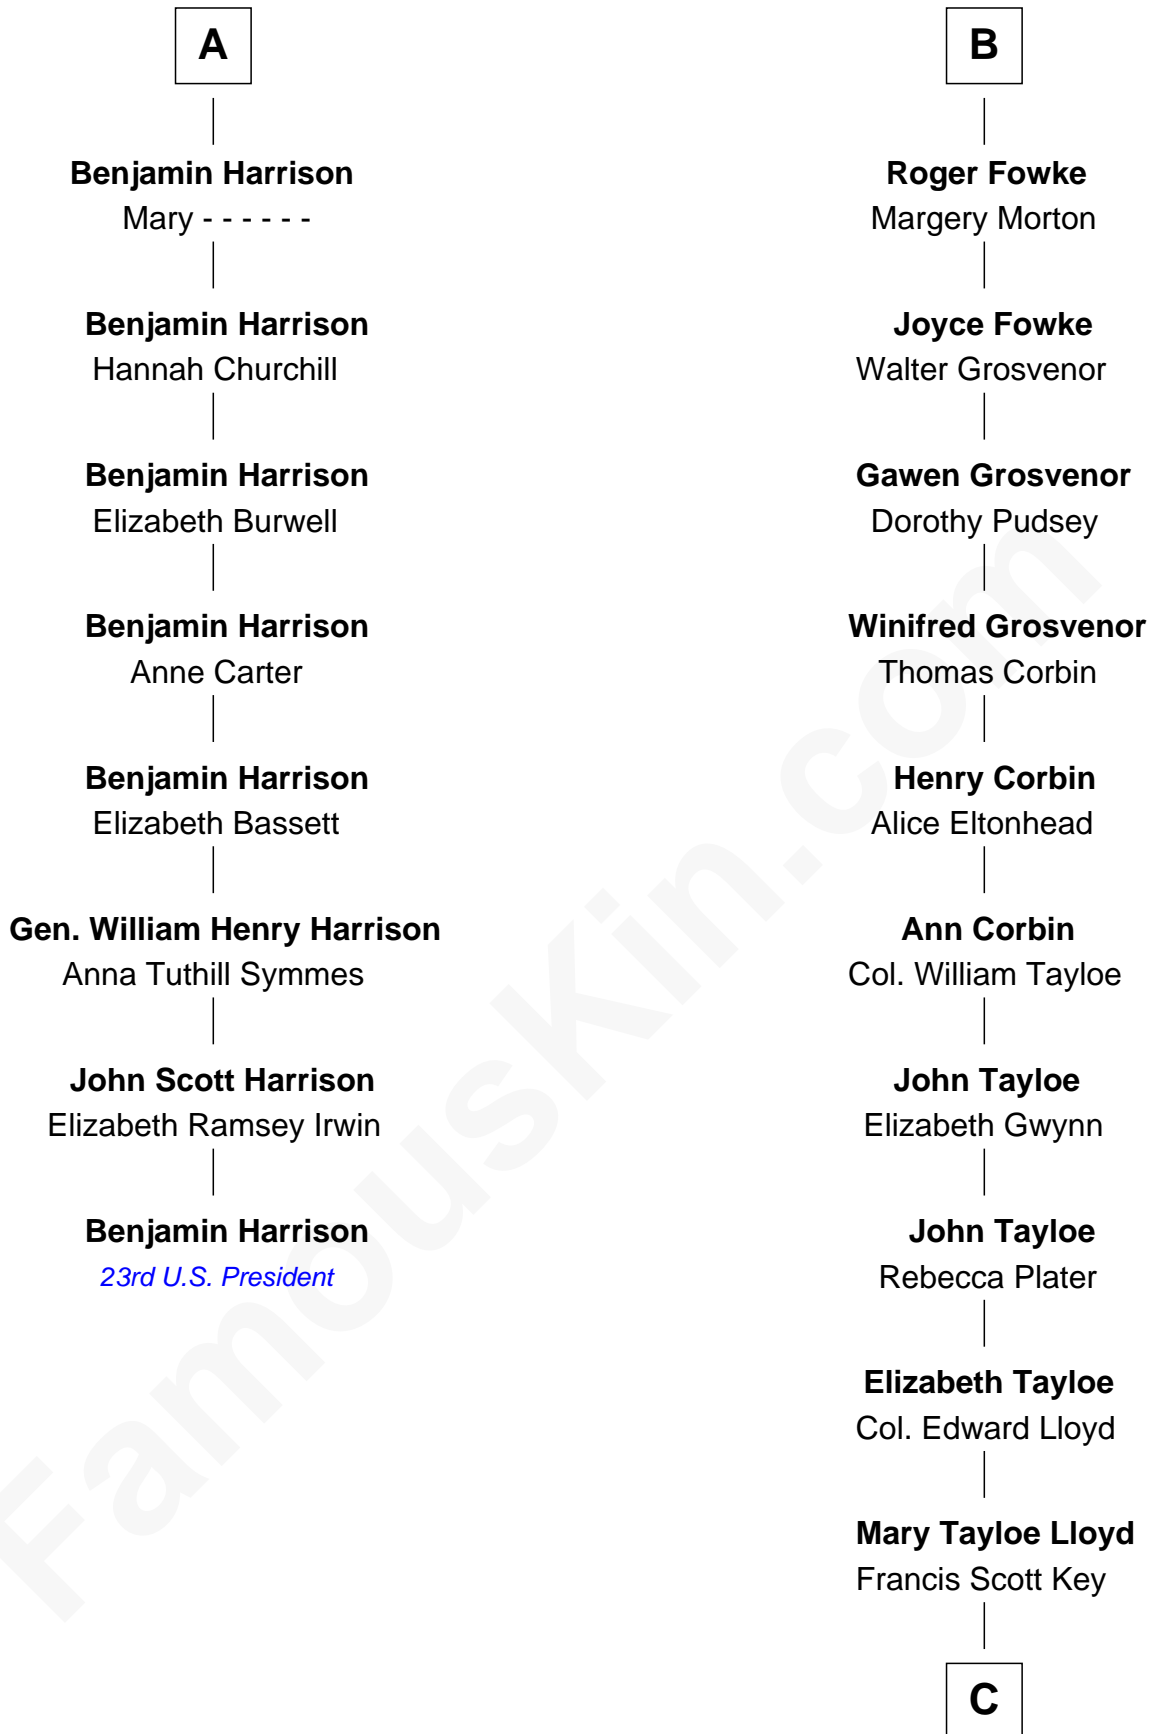 A
Benjamin Harrison
Mary - - - - - -
Benjamin Harrison
Hannah Churchill
Benjamin Harrison
Elizabeth Burwell
Benjamin Harrison
Anne Carter
Benjamin Harrison
Elizabeth Bassett
Gen. William Henry Harrison
Anna Tuthill Symmes
John Scott Harrison
Elizabeth Ramsey Irwin
Benjamin Harrison
23rd U.S. President
B
Roger Fowke
Margery Morton
Joyce Fowke
Walter Grosvenor
Gawen Grosvenor
Dorothy Pudsey
Winifred Grosvenor
Thomas Corbin
Henry Corbin
Alice Eltonhead
Ann Corbin
Col. William Tayloe
John Tayloe
Elizabeth Gwynn
John Tayloe
Rebecca Plater
Elizabeth Tayloe
Col. Edward Lloyd
Mary Tayloe Lloyd
Francis Scott Key
C
FamousKin.com